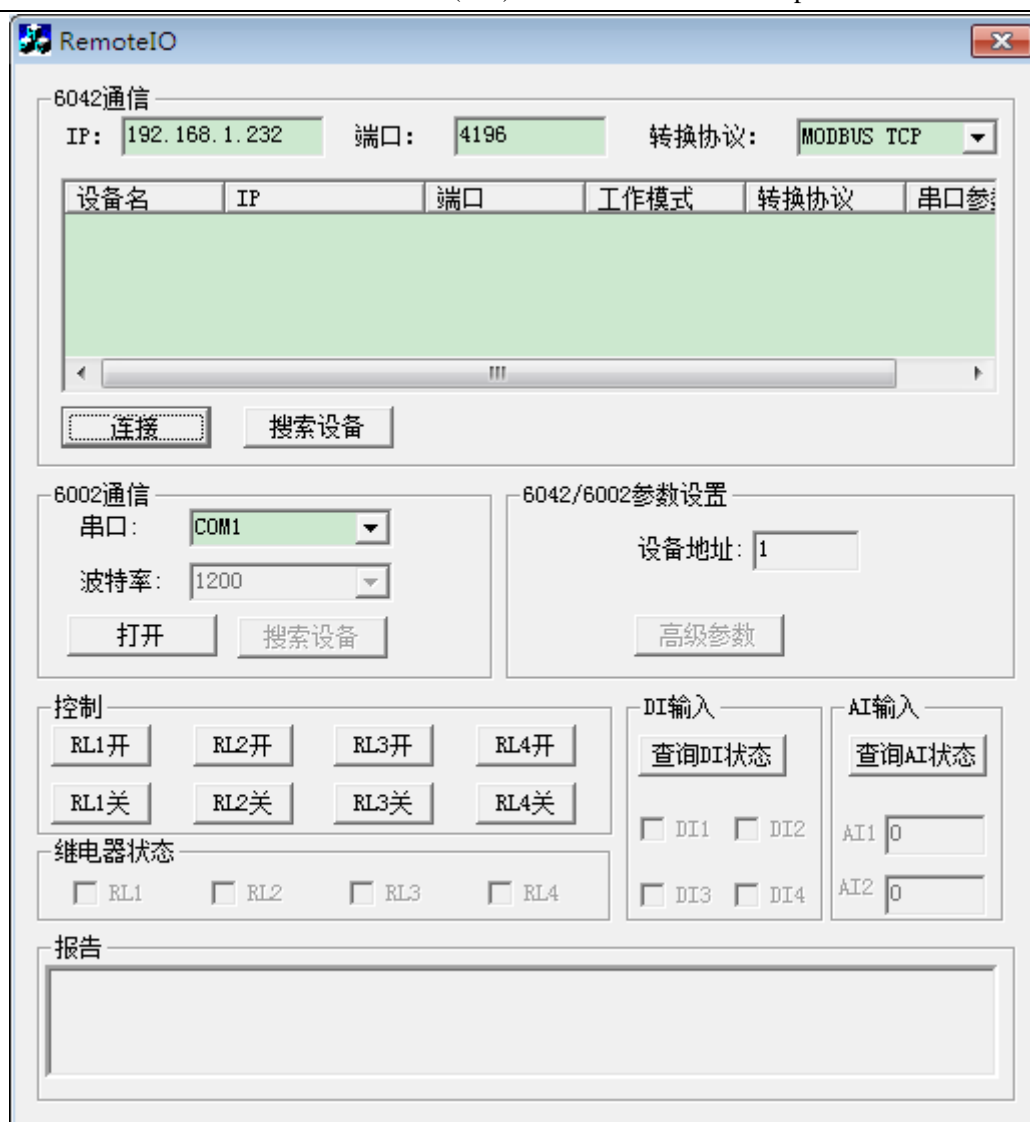 RemoteIO
6042通信
IP: 192.168.1.232 端口: 4196 转换协议: MODBUS TCP
设备名 IP 端口 工作模式 转换协议 串口参
连接 搜索设备
6002通信
串口: COM1
波特率: 1200
打开 搜索设备
6042/6002参数设置
设备地址: 1
高级参数
控制
RL1开 RL2开 RL3开 RL4开
RL1关 RL2关 RL3关 RL4关
继电器状态
RL1 RL2 RL3 RL4
DI输入
查询DI状态
DI1 DI2
DI3 DI4
AI输入
查询AI状态
AI1 0
AI2 0
报告